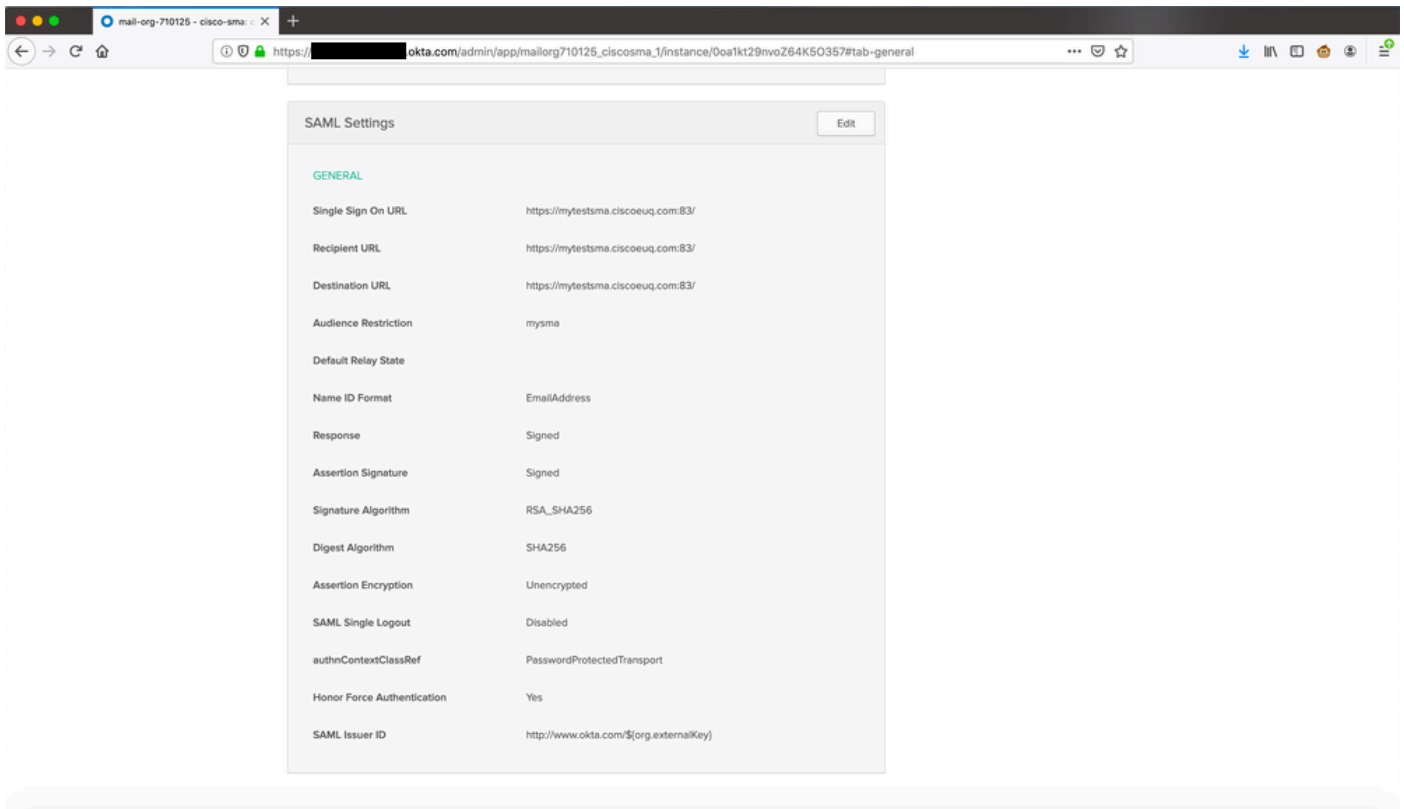 mail-org-710125 - cisco-sma: c
https:// .okta.com/admin/app/mailorg710125_ciscosma_1/instance/0oa1kt29nvoZ64K5O357#tab-general
SAML Settings Edit
GENERAL
Single Sign On URL https://mytestsma.ciscoeuq.com:83/
Recipient URL https://mytestsma.ciscoeuq.com:83/
Destination URL https://mytestsma.ciscoeuq.com:83/
Audience Restriction mysma
Default Relay State
Name ID Format EmailAddress
Response Signed
Assertion Signature Signed
Signature Algorithm RSA_SHA256
Digest Algorithm SHA256
Assertion Encryption Unencrypted
SAML Single Logout Disabled
authnContextClassRef PasswordProtectedTransport
Honor Force Authentication Yes
SAML Issuer ID http://www.okta.com/${org.externalKey}